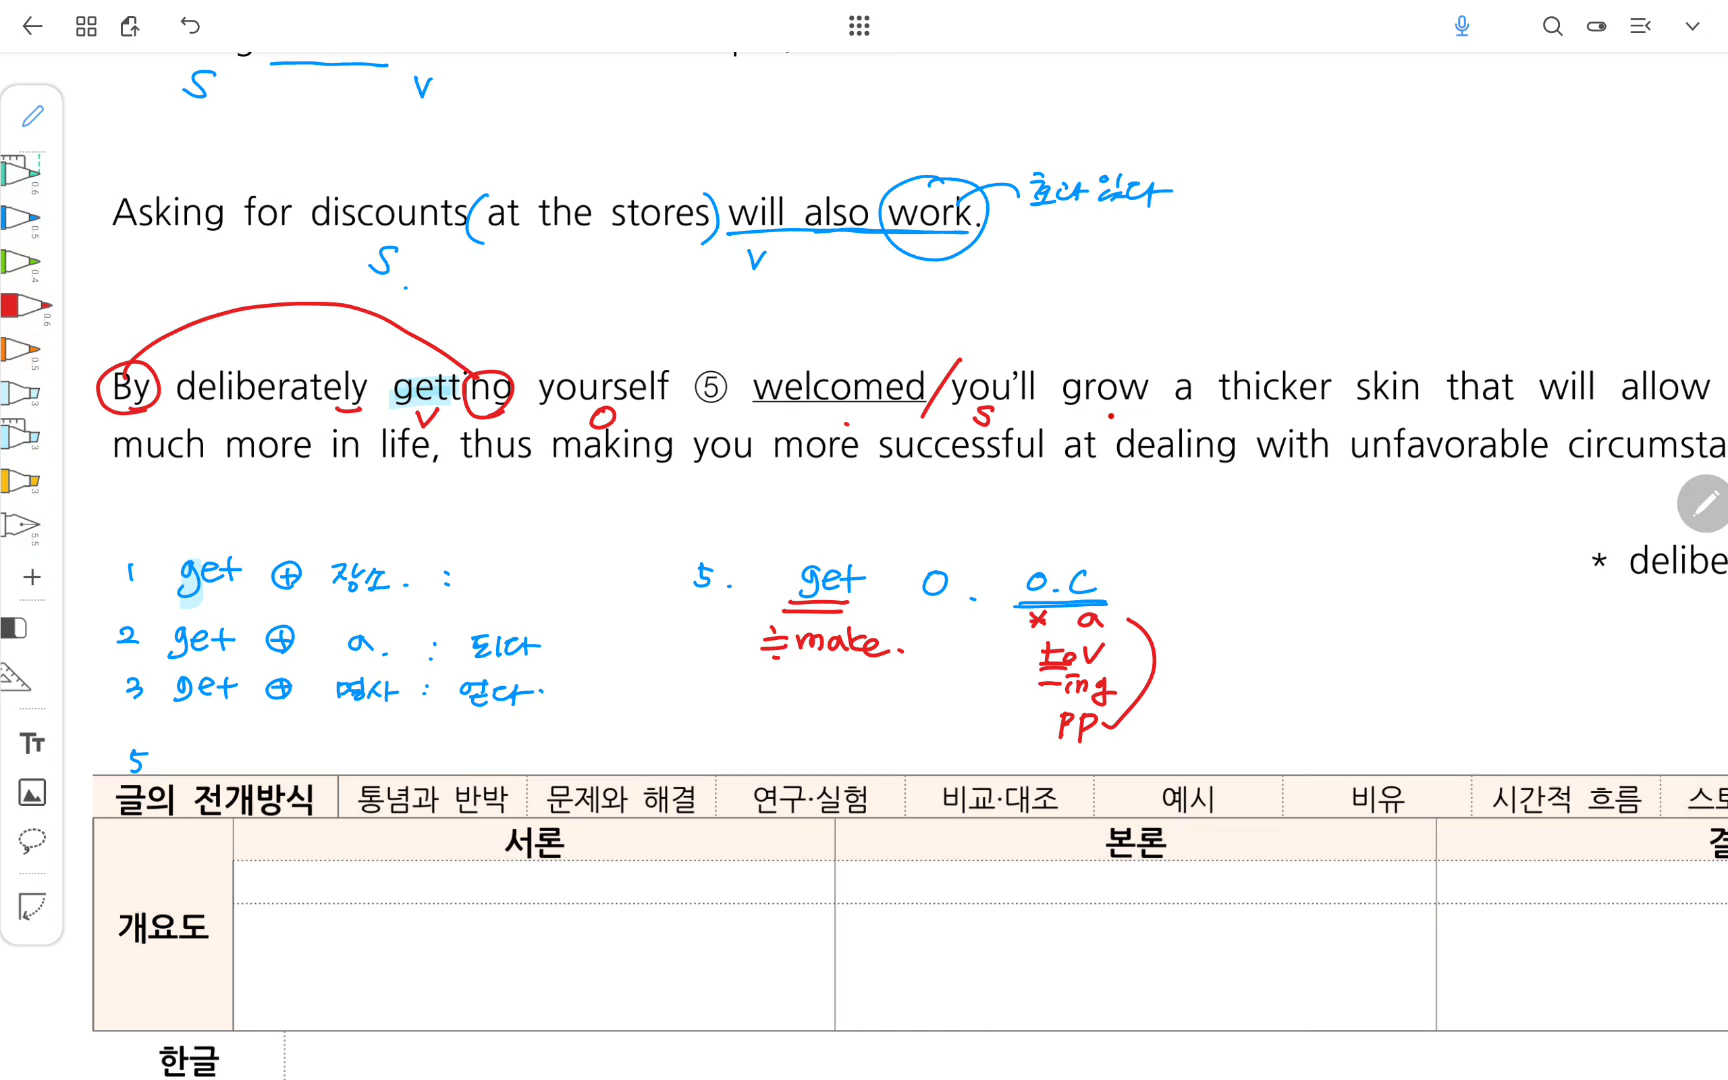 S V
Asking for discounts (at the stores) will also work. 효과 있다
S V
By deliberately getting yourself ⑤ welcomed / you'll grow a thicker skin that will allow
V O S
much more in life, thus making you more successful at dealing with unfavorable circumsta
* delibe
1 get ⊕ 장소. :
2 get ⊕ a. : 되다
3 get ⊕ 명사 : 얻다.
5
5. get O. O.C
≒ make. * a
to V
-ing
PP
글의 전개방식 통념과 반박 문제와 해결 연구·실험 비교·대조 예시 비유 시간적 흐름 스토
서론 본론 결
개요도
한글